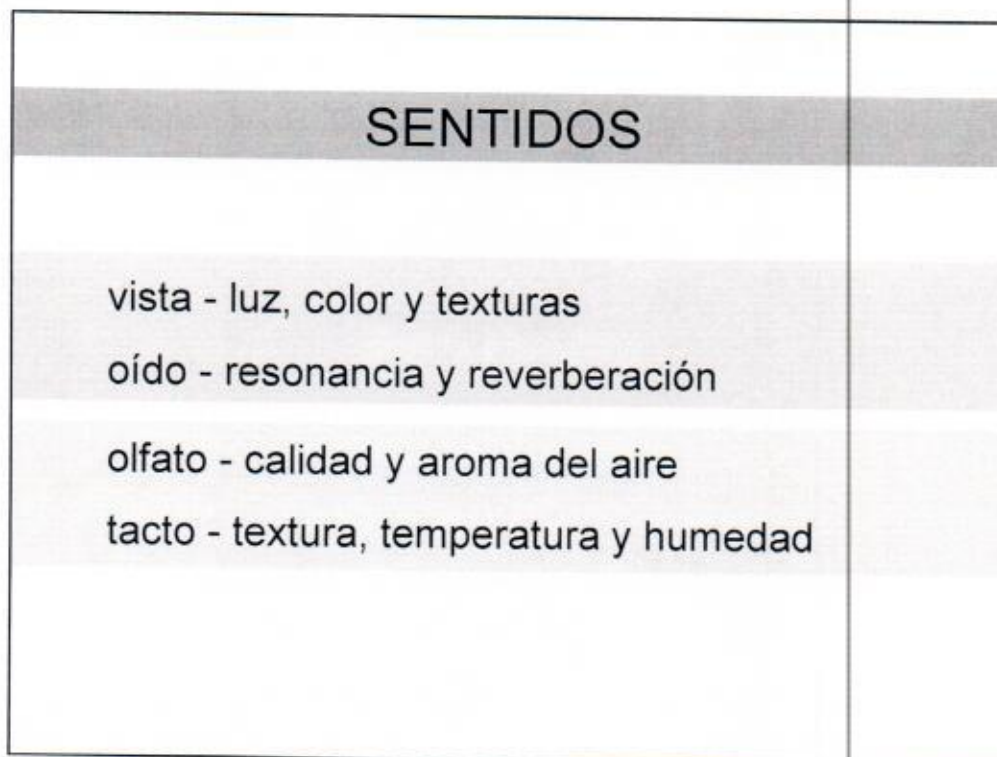 SENTIDOS
vista - luz, color y texturas
oído - resonancia y reverberación
olfato - calidad y aroma del aire
tacto - textura, temperatura y humedad